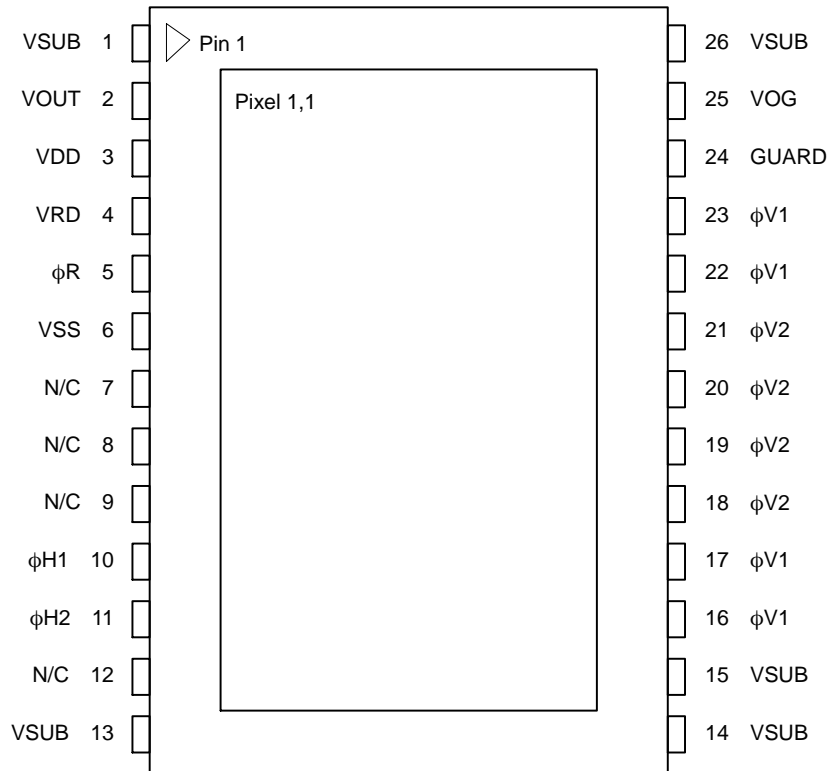 VSUB 1
Pin 1
26 VSUB
VOUT 2
Pixel 1,1
25 VOG
VDD 3
24 GUARD
VRD 4
23 ϕV1
ϕR 5
22 ϕV1
VSS 6
21 ϕV2
N/C 7
20 ϕV2
N/C 8
19 ϕV2
N/C 9
18 ϕV2
ϕH1 10
17 ϕV1
ϕH2 11
16 ϕV1
N/C 12
15 VSUB
VSUB 13
14 VSUB